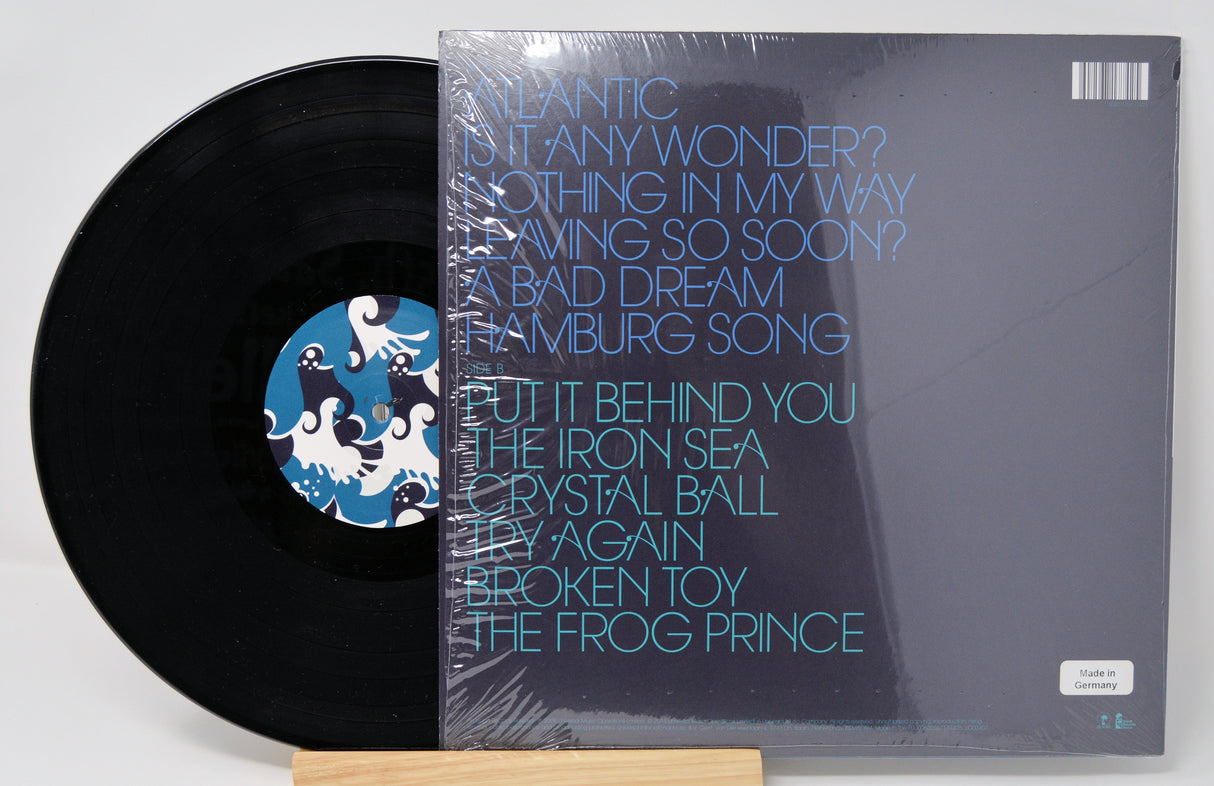 ATLANTIC
IS IT ANY WONDER?
NOTHING IN MY WAY
LEAVING SO SOON?
A BAD DREAM
HAMBURG SONG
SIDE B
PUT IT BEHIND YOU
THE IRON SEA
CRYSTAL BALL
TRY AGAIN
BROKEN TOY
THE FROG PRINCE
Made in
Germany